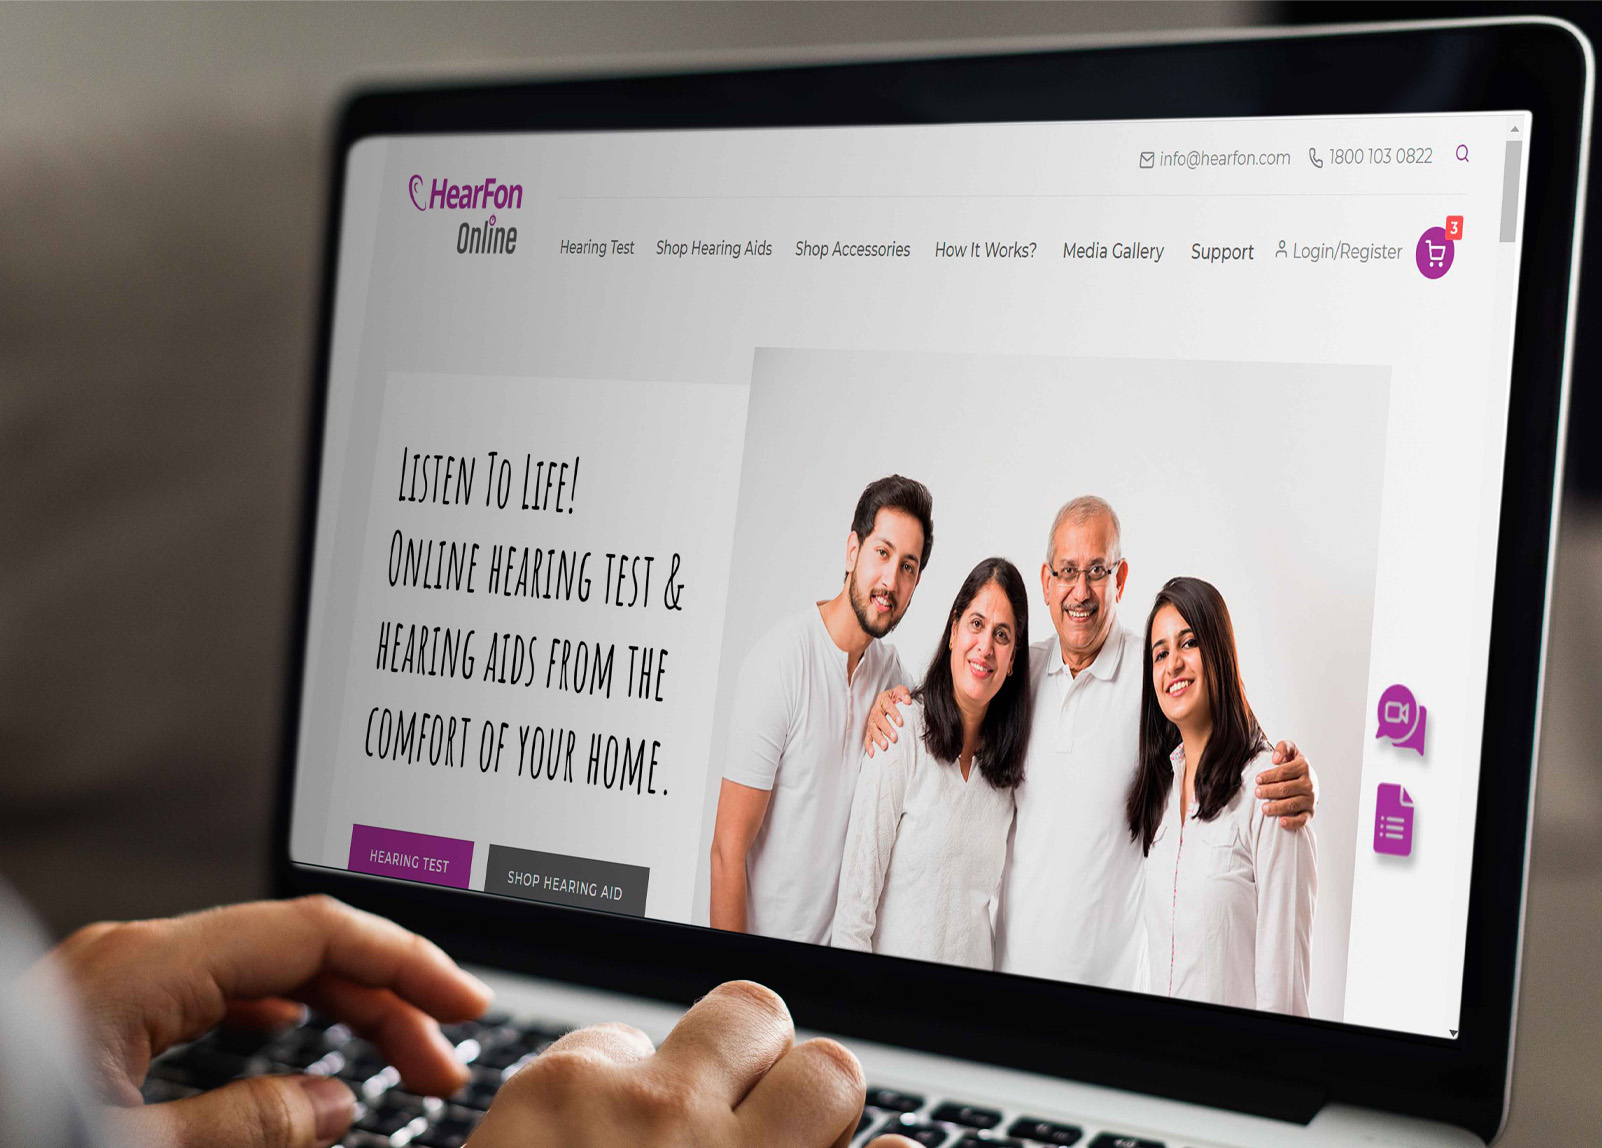 info@hearfon.com 1800 103 0822
HearFon
Online
Hearing Test Shop Hearing Aids Shop Accessories How It Works? Media Gallery Support Login/Register
3
LISTEN TO LIFE!
ONLINE HEARING TEST &
HEARING AIDS FROM THE
COMFORT OF YOUR HOME.
HEARING TEST
SHOP HEARING AID